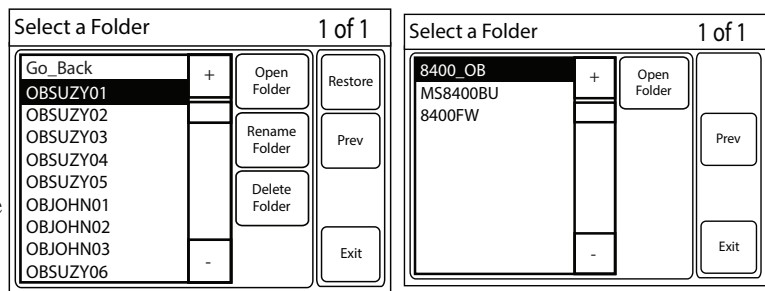 Select a Folder 1 of 1
Go_Back
OBSUZY01
OBSUZY02
OBSUZY03
OBSUZY04
OBSUZY05
OBJOHN01
OBJOHN02
OBJOHN03
OBSUZY06
+
-
Open
Folder
Rename
Folder
Delete
Folder
Restore
Prev
Exit
Select a Folder 1 of 1
8400_OB
MS8400BU
8400FW
+
-
Open
Folder
Prev
Exit